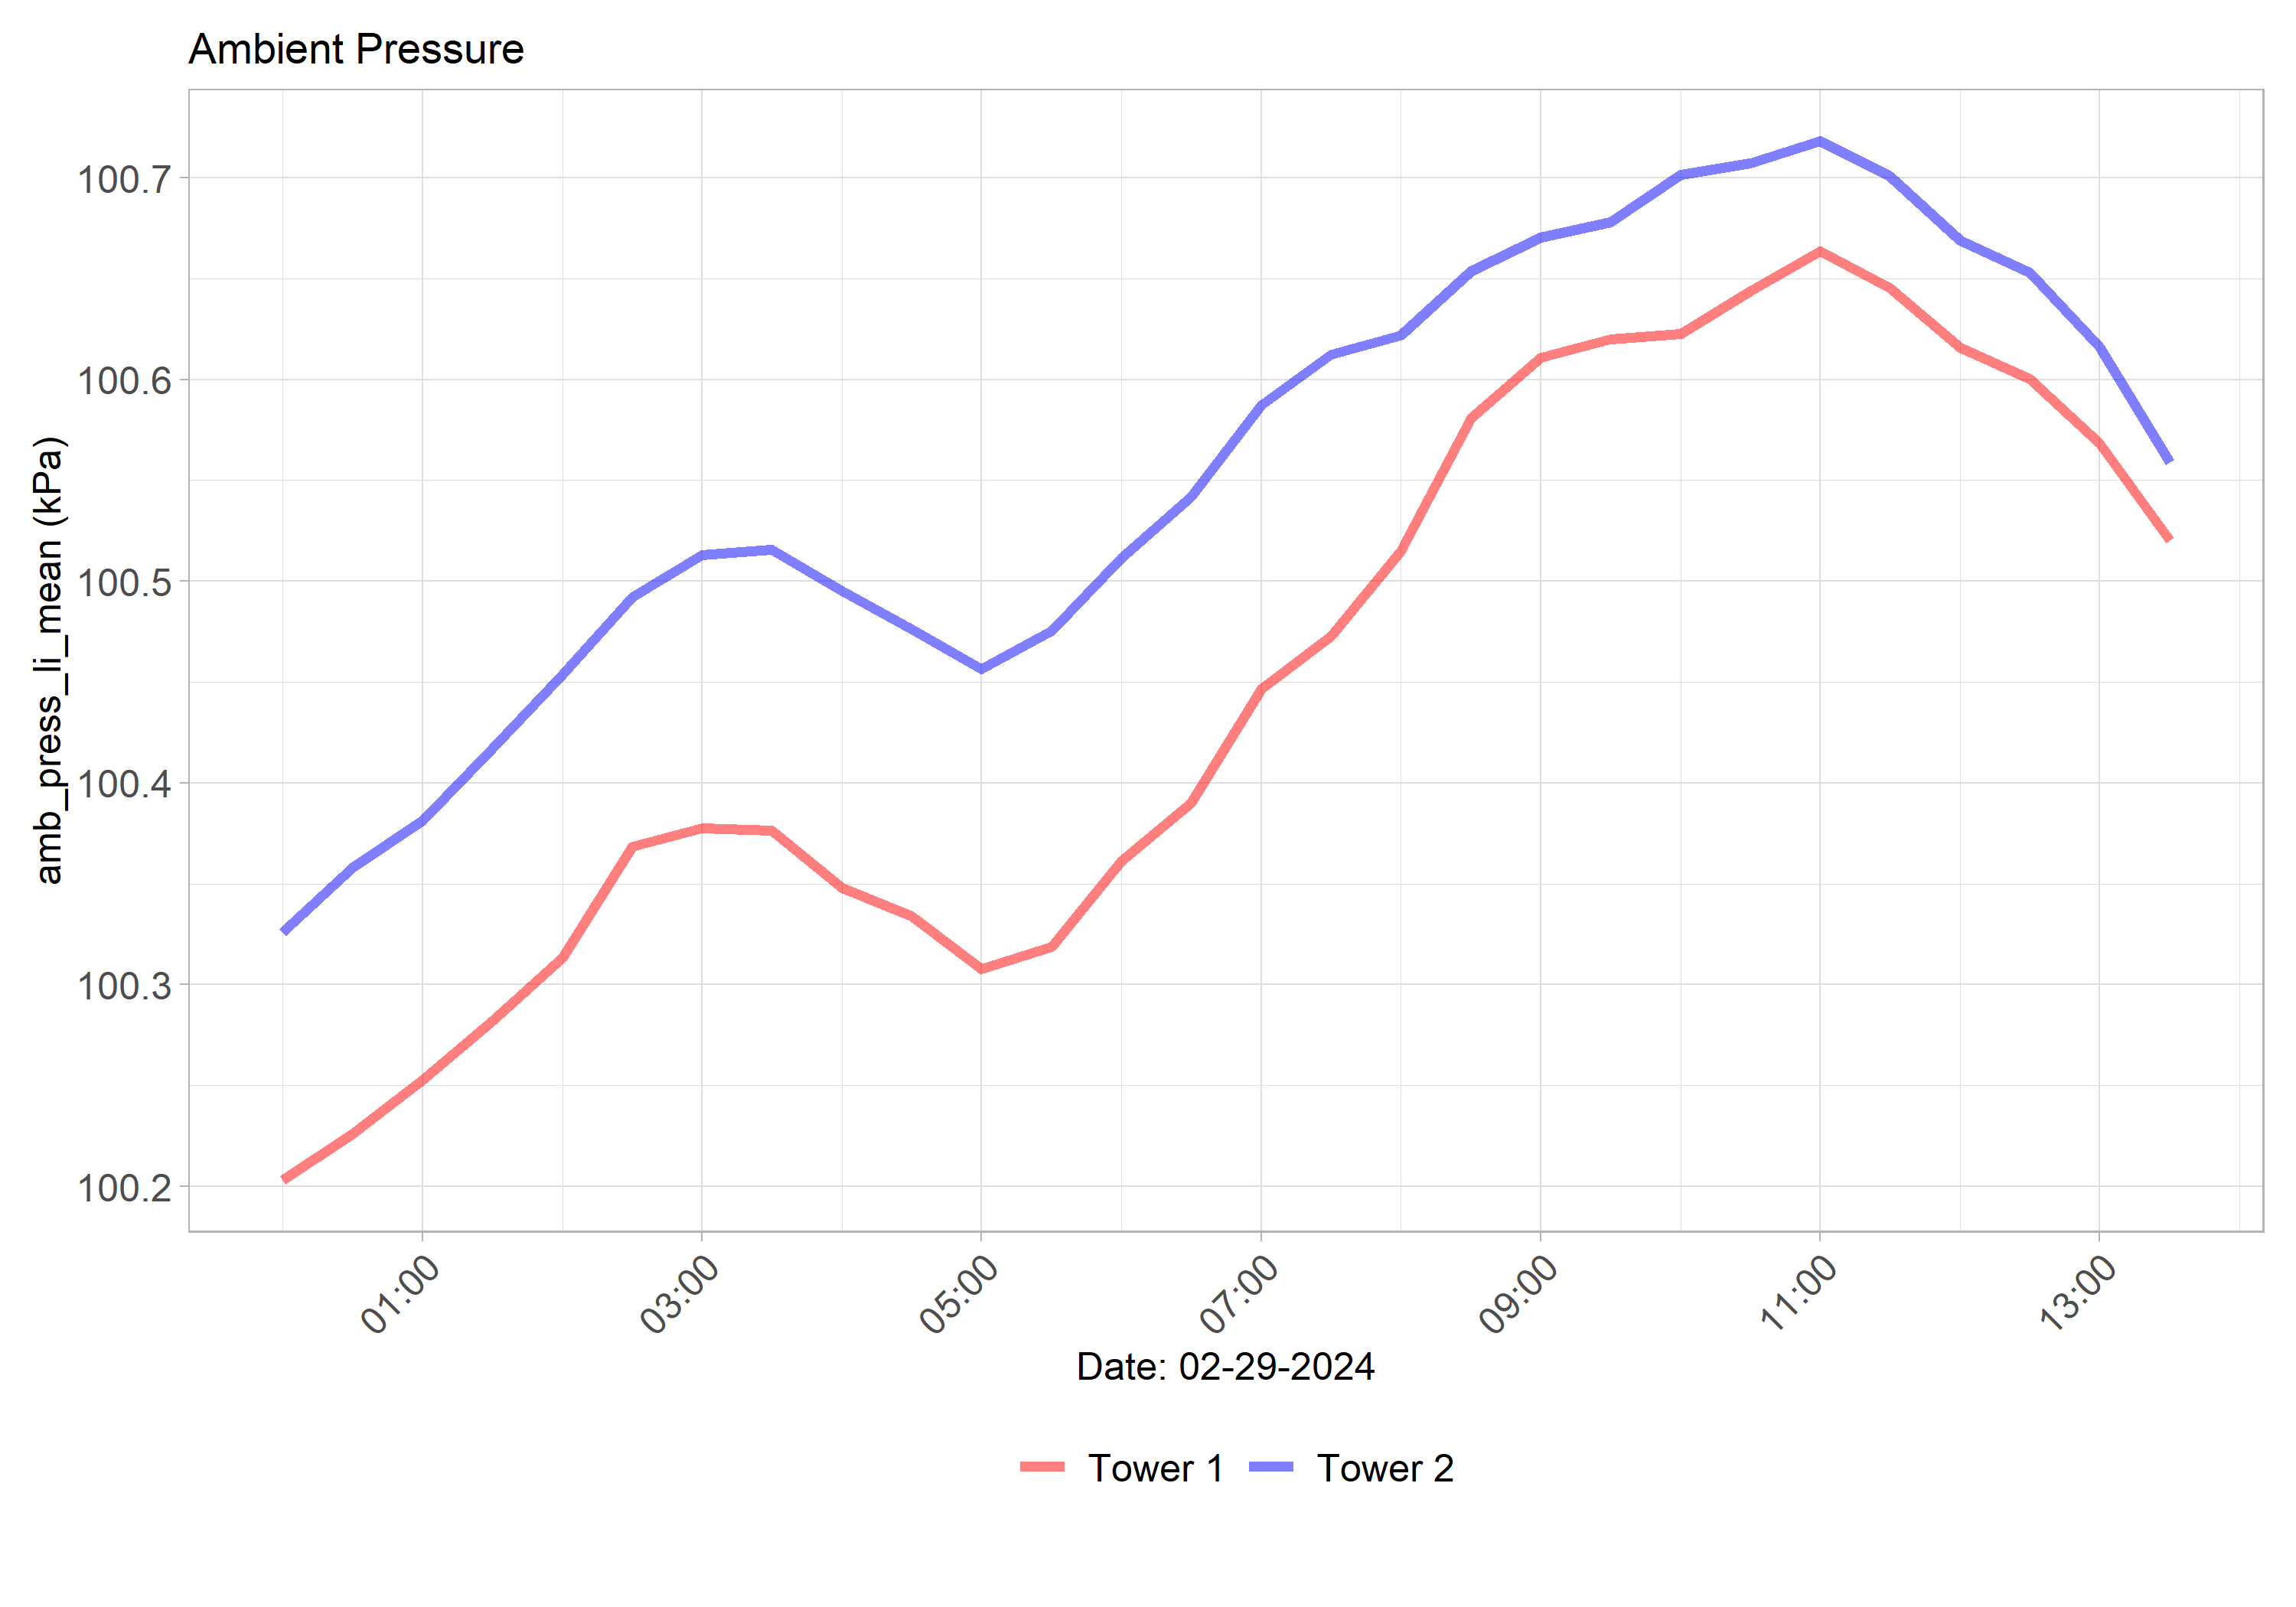 Ambient Pressure
amb_press_li_mean (kPa)
100.7
100.6
100.5
100.4
100.3
100.2
01:00 03:00 05:00 07:00 09:00 11:00 13:00
Date: 02-29-2024
Tower 1 Tower 2